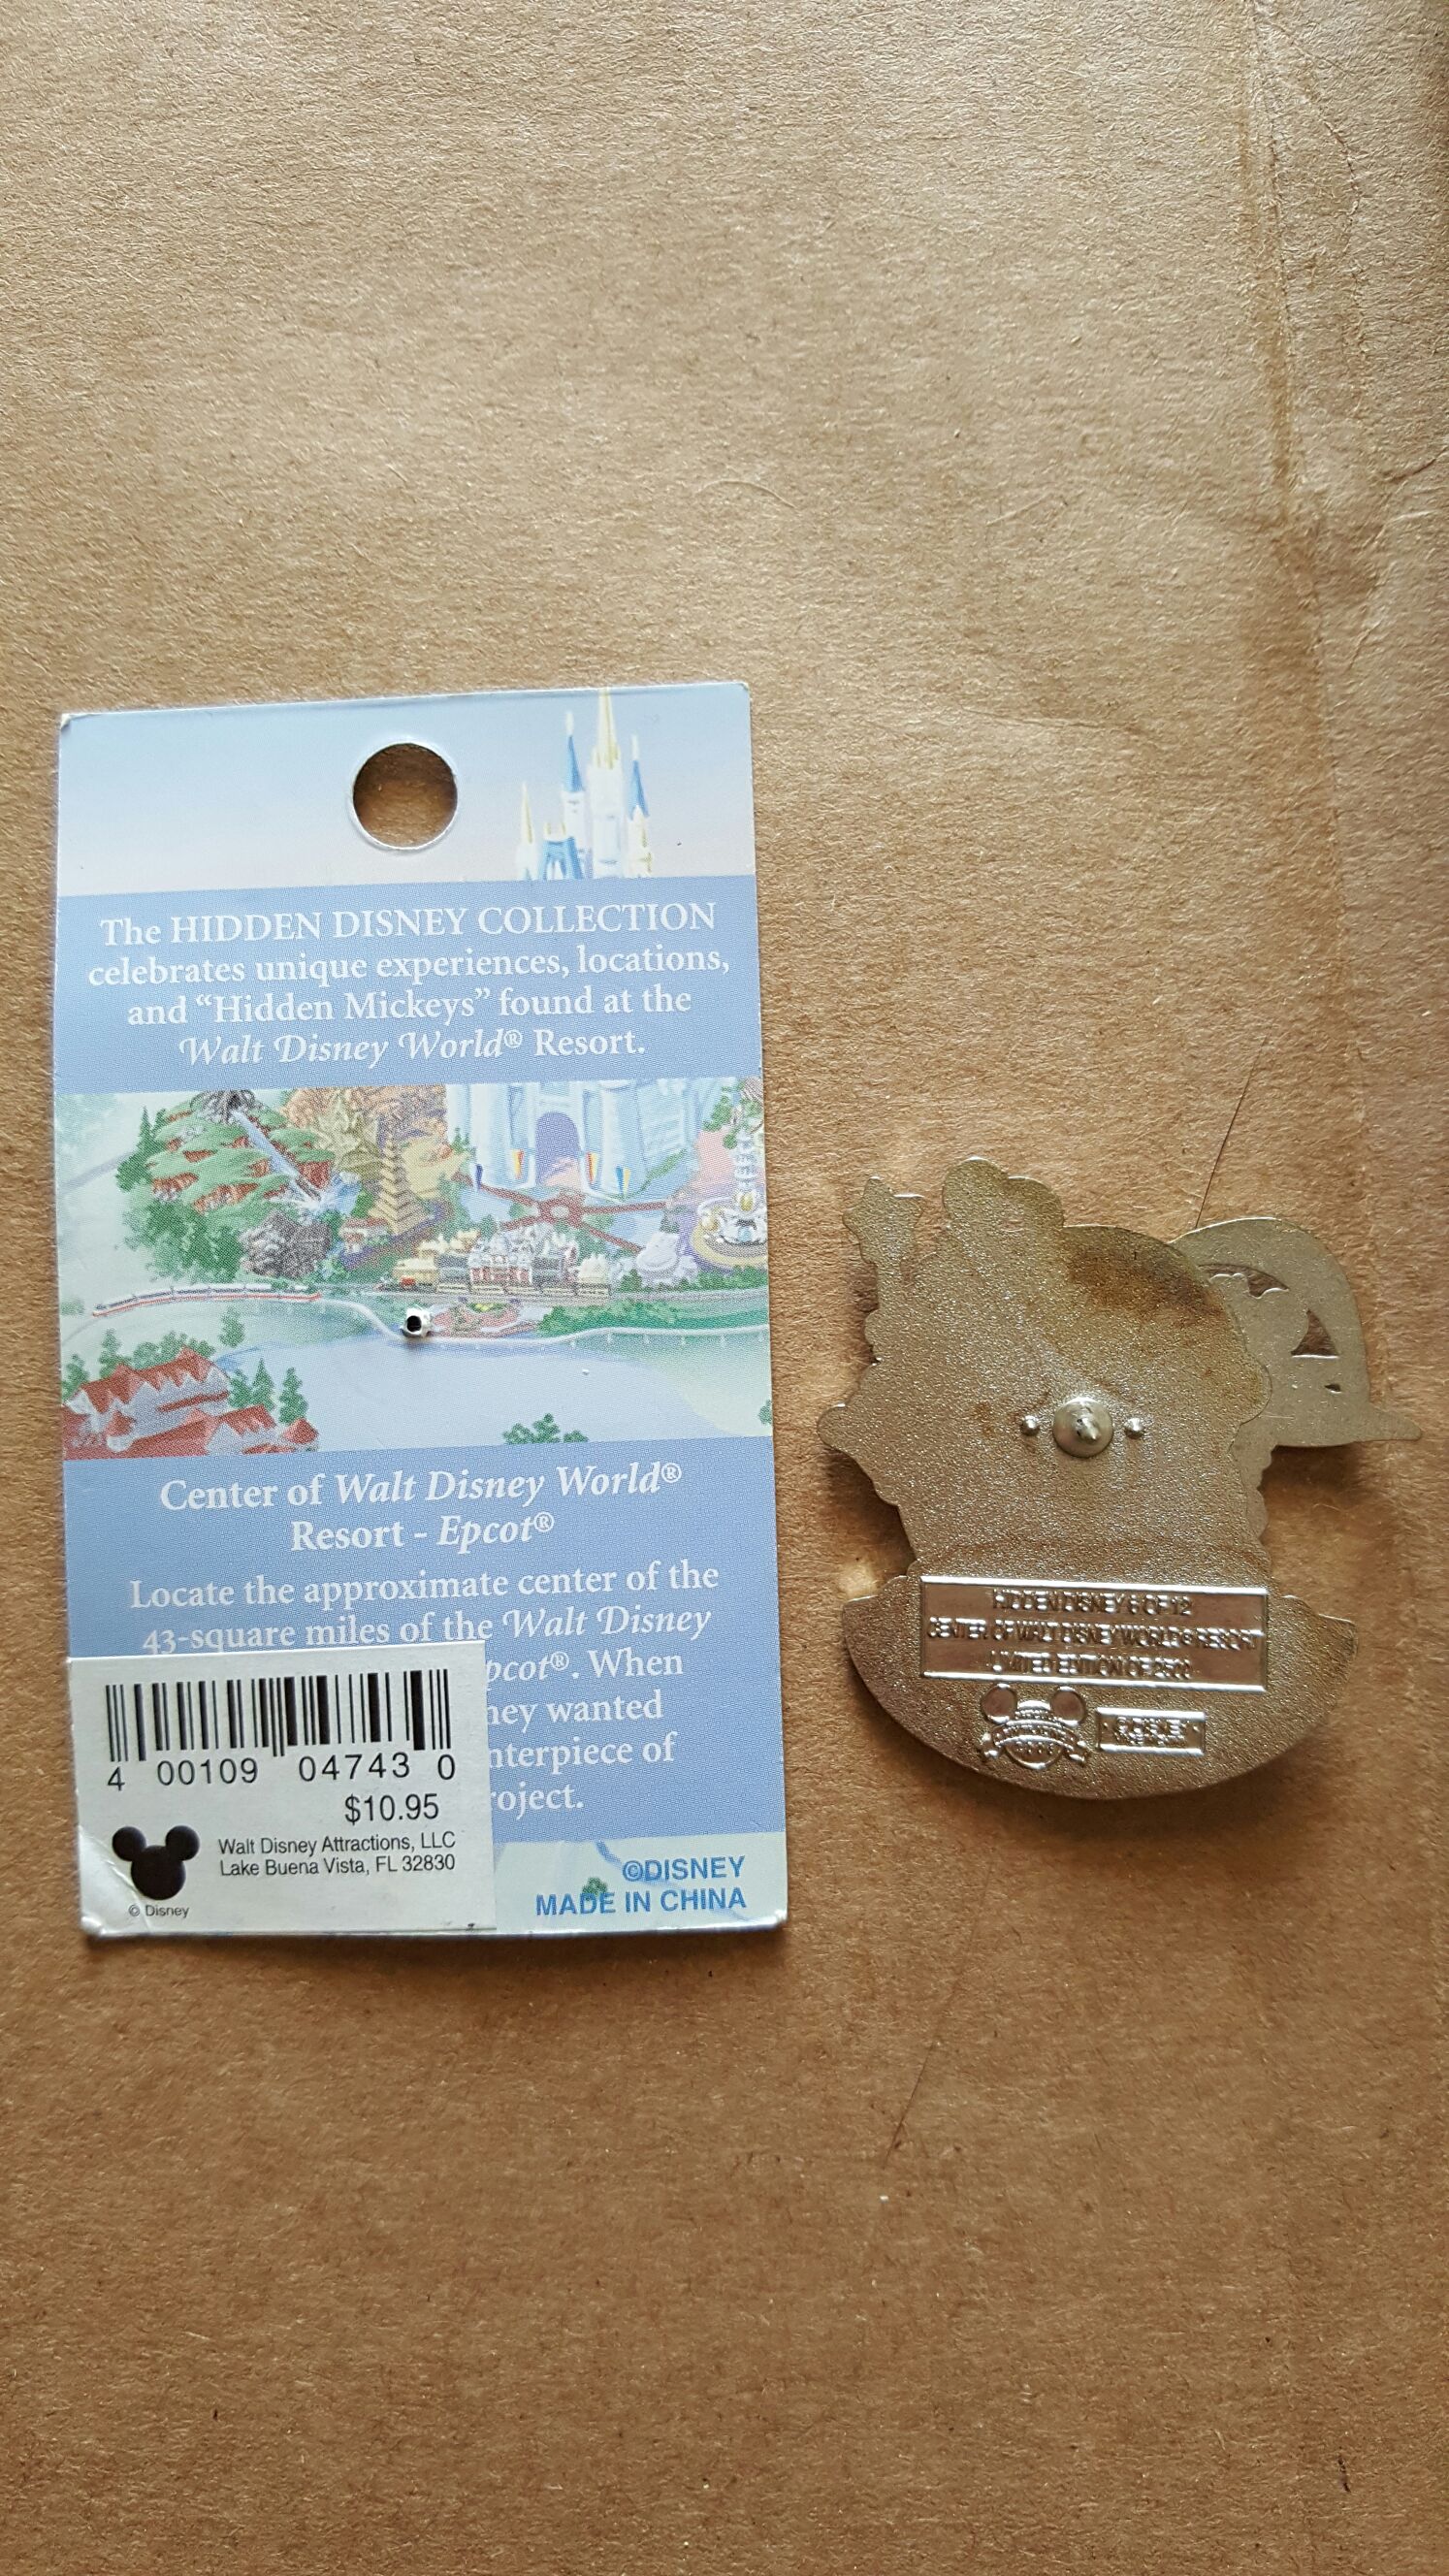 The HIDDEN DISNEY COLLECTION
celebrates unique experiences, locations,
and “Hidden Mickeys” found at the
Walt Disney World® Resort.
Center of Walt Disney World®
Resort - Epcot®
Locate the approximate center of the
43-square miles of the Walt Disney
pcot®. When
ney wanted
nterpiece of
roject.
4 00109 04743 0
$10.95
Walt Disney Attractions, LLC
Lake Buena Vista, FL 32830
© Disney
©DISNEY
MADE IN CHINA
HIDDEN DISNEY 6 OF 12
CENTER OF WALT DISNEY WORLD® RESORT
LIMITED EDITION OF 2500